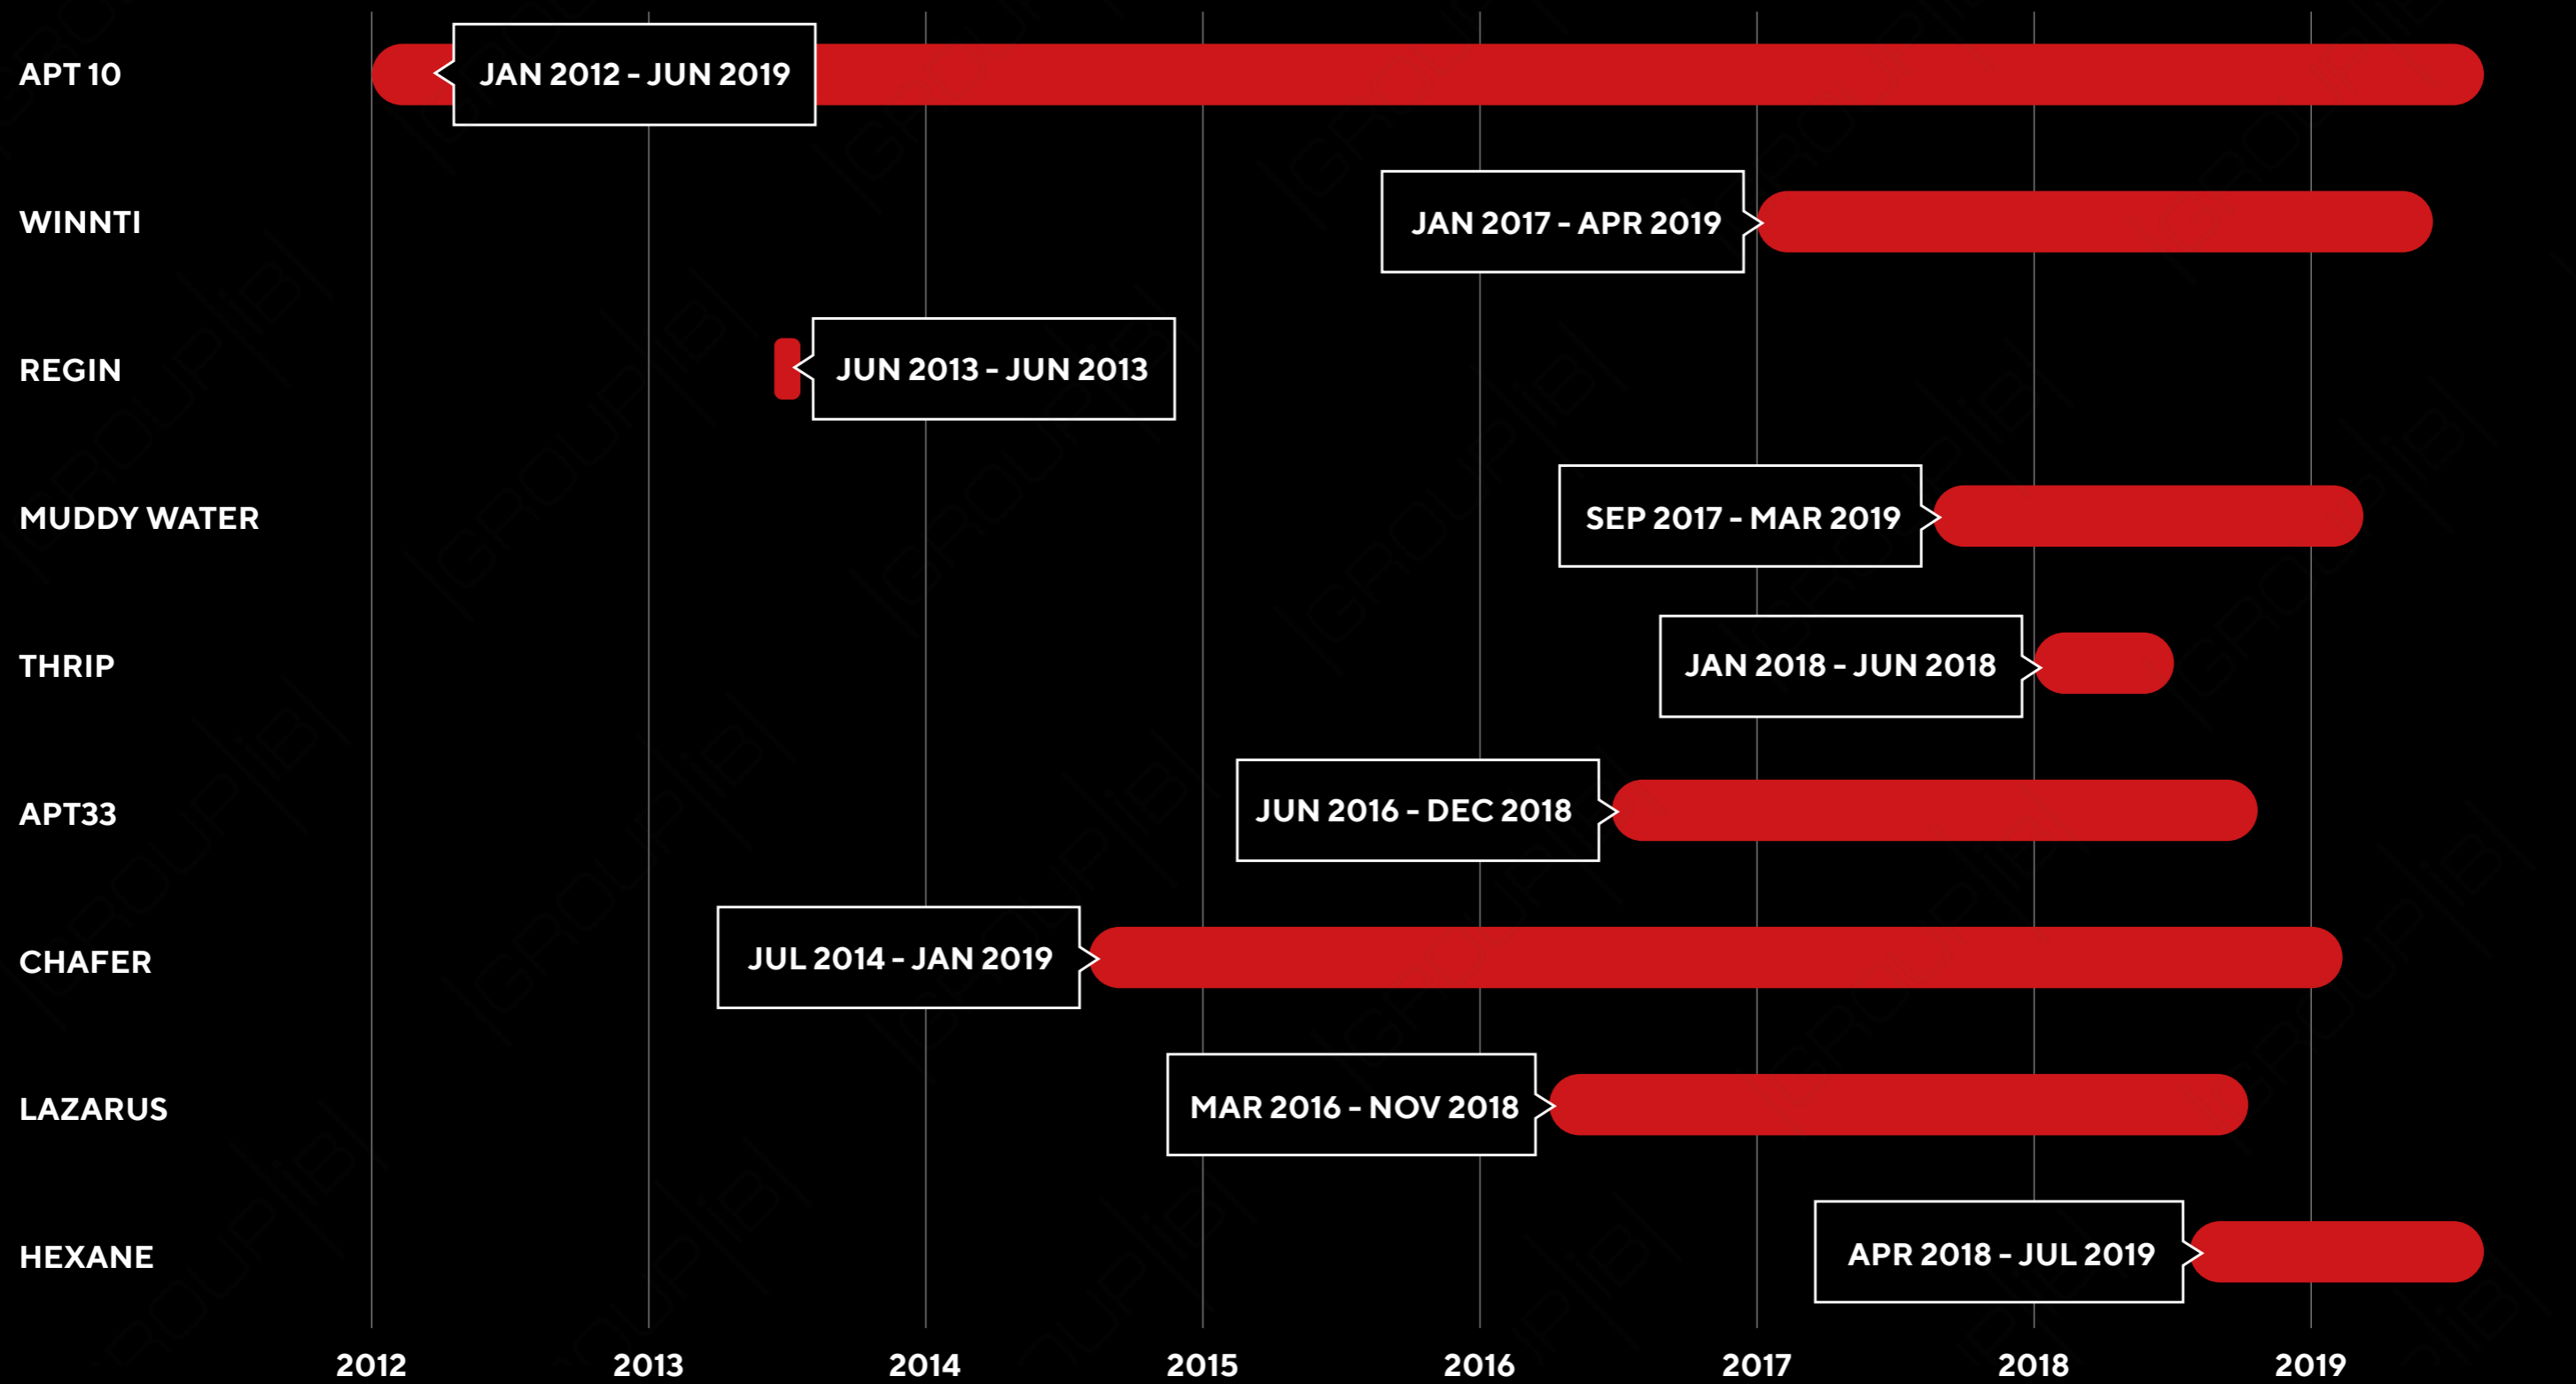 APT 10
JAN 2012 – JUN 2019
WINNTI
JAN 2017 – APR 2019
REGIN
JUN 2013 – JUN 2013
MUDDY WATER
SEP 2017 – MAR 2019
THRIP
JAN 2018 – JUN 2018
APT33
JUN 2016 – DEC 2018
CHAFER
JUL 2014 – JAN 2019
LAZARUS
MAR 2016 – NOV 2018
HEXANE
APR 2018 – JUL 2019
2012 2013 2014 2015 2016 2017 2018 2019
GROUP|iB